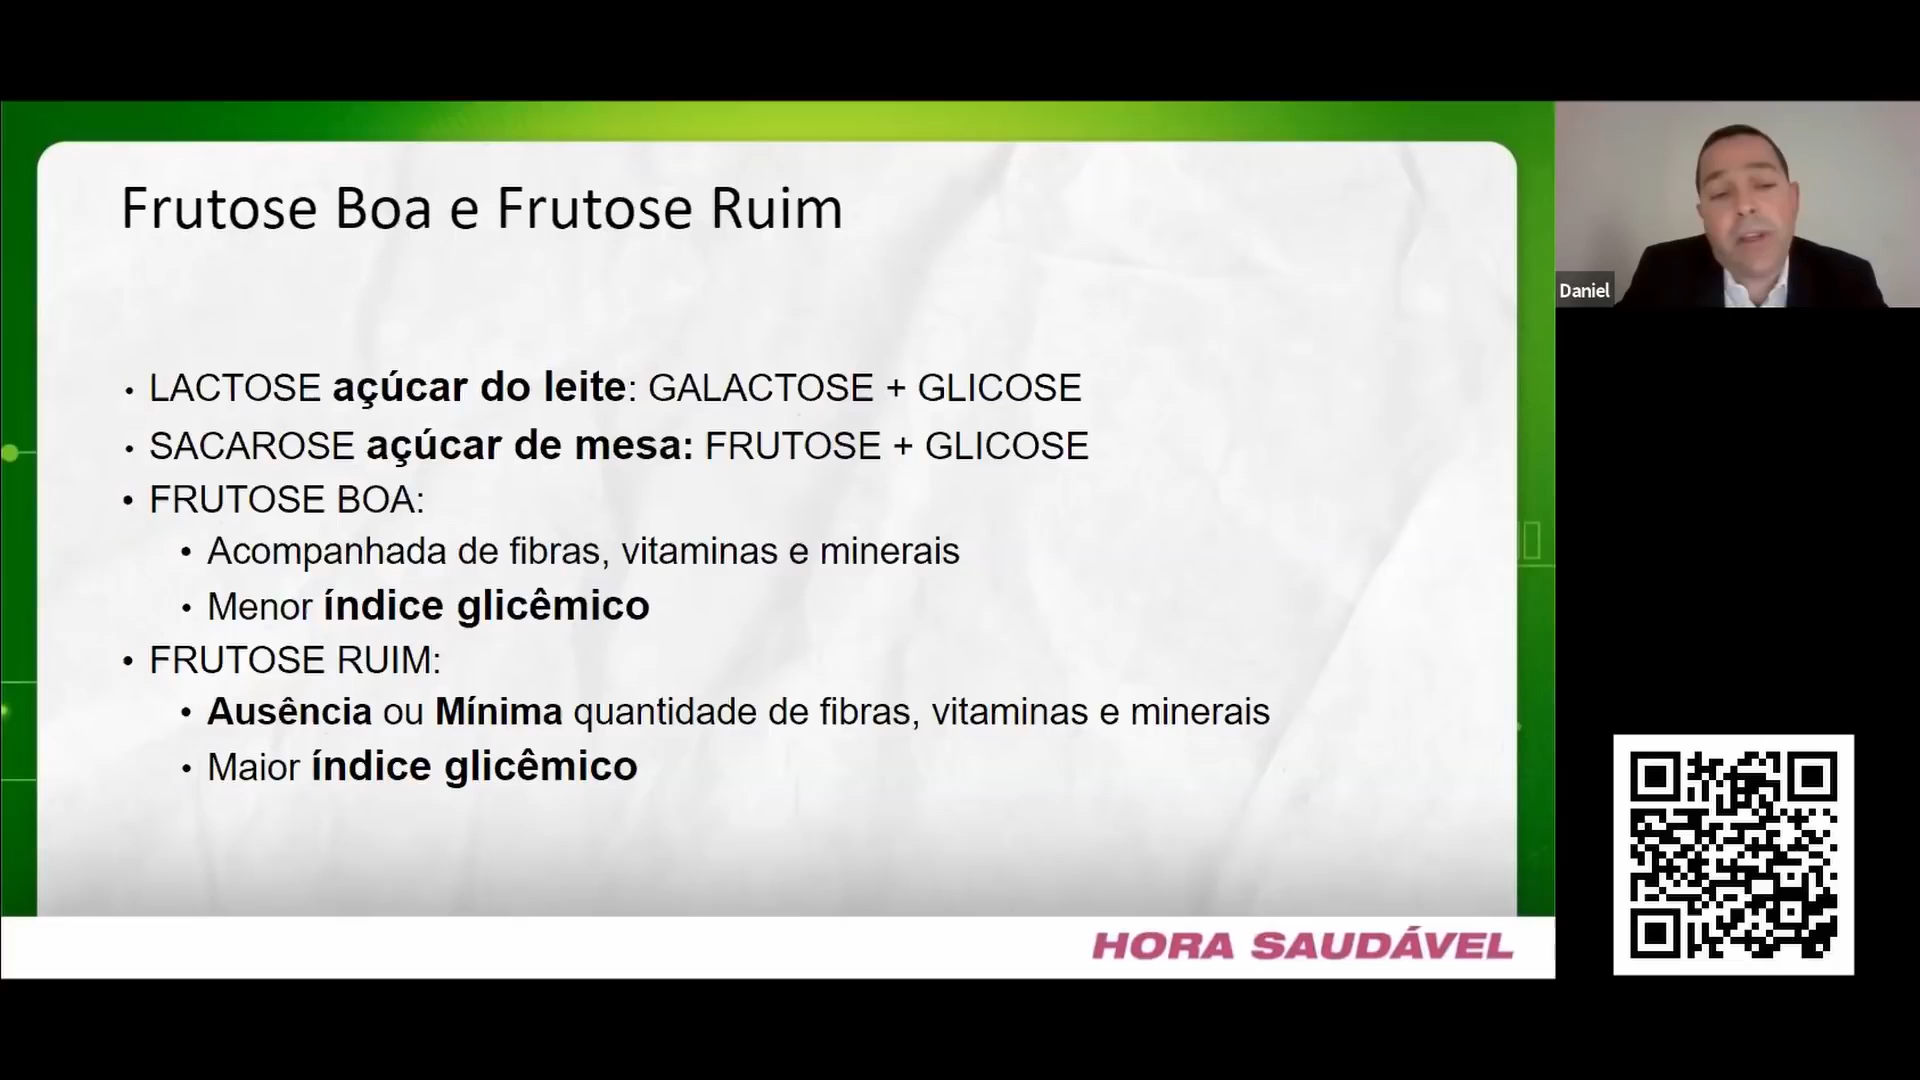 Frutose Boa e Frutose Ruim
• LACTOSE açúcar do leite: GALACTOSE + GLICOSE
• SACAROSE açúcar de mesa: FRUTOSE + GLICOSE
• FRUTOSE BOA:
• Acompanhada de fibras, vitaminas e minerais
• Menor índice glicêmico
• FRUTOSE RUIM:
• Ausência ou Mínima quantidade de fibras, vitaminas e minerais
• Maior índice glicêmico
HORA SAUDÁVEL
Daniel